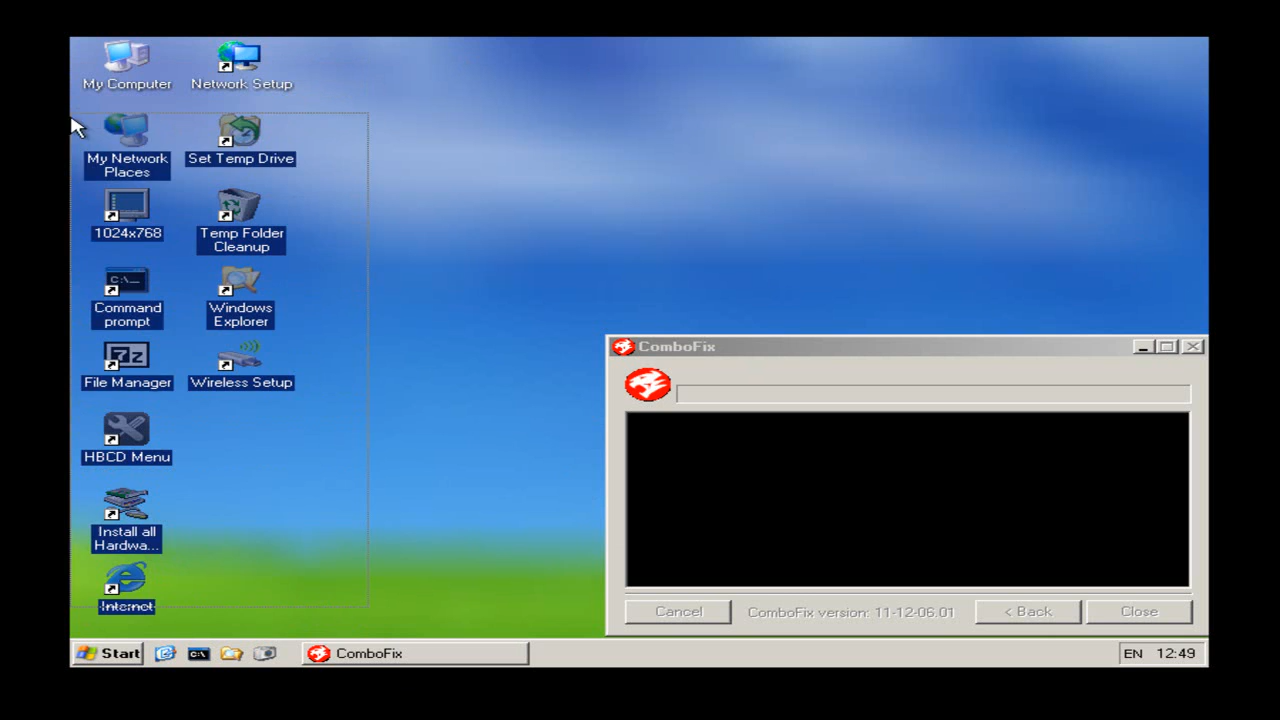 My Computer
Network Setup
My Network
Places
Set Temp Drive
1024x768
Temp Folder
Cleanup
C:\_
Command
prompt
Windows
Explorer
7z
File Manager
Wireless Setup
HBCD Menu
Install all
Hardwa...
Internet
ComboFix
Cancel
ComboFix version: 11-12-06.01
< Back
Close
Start
C:\
ComboFix
EN 12:49